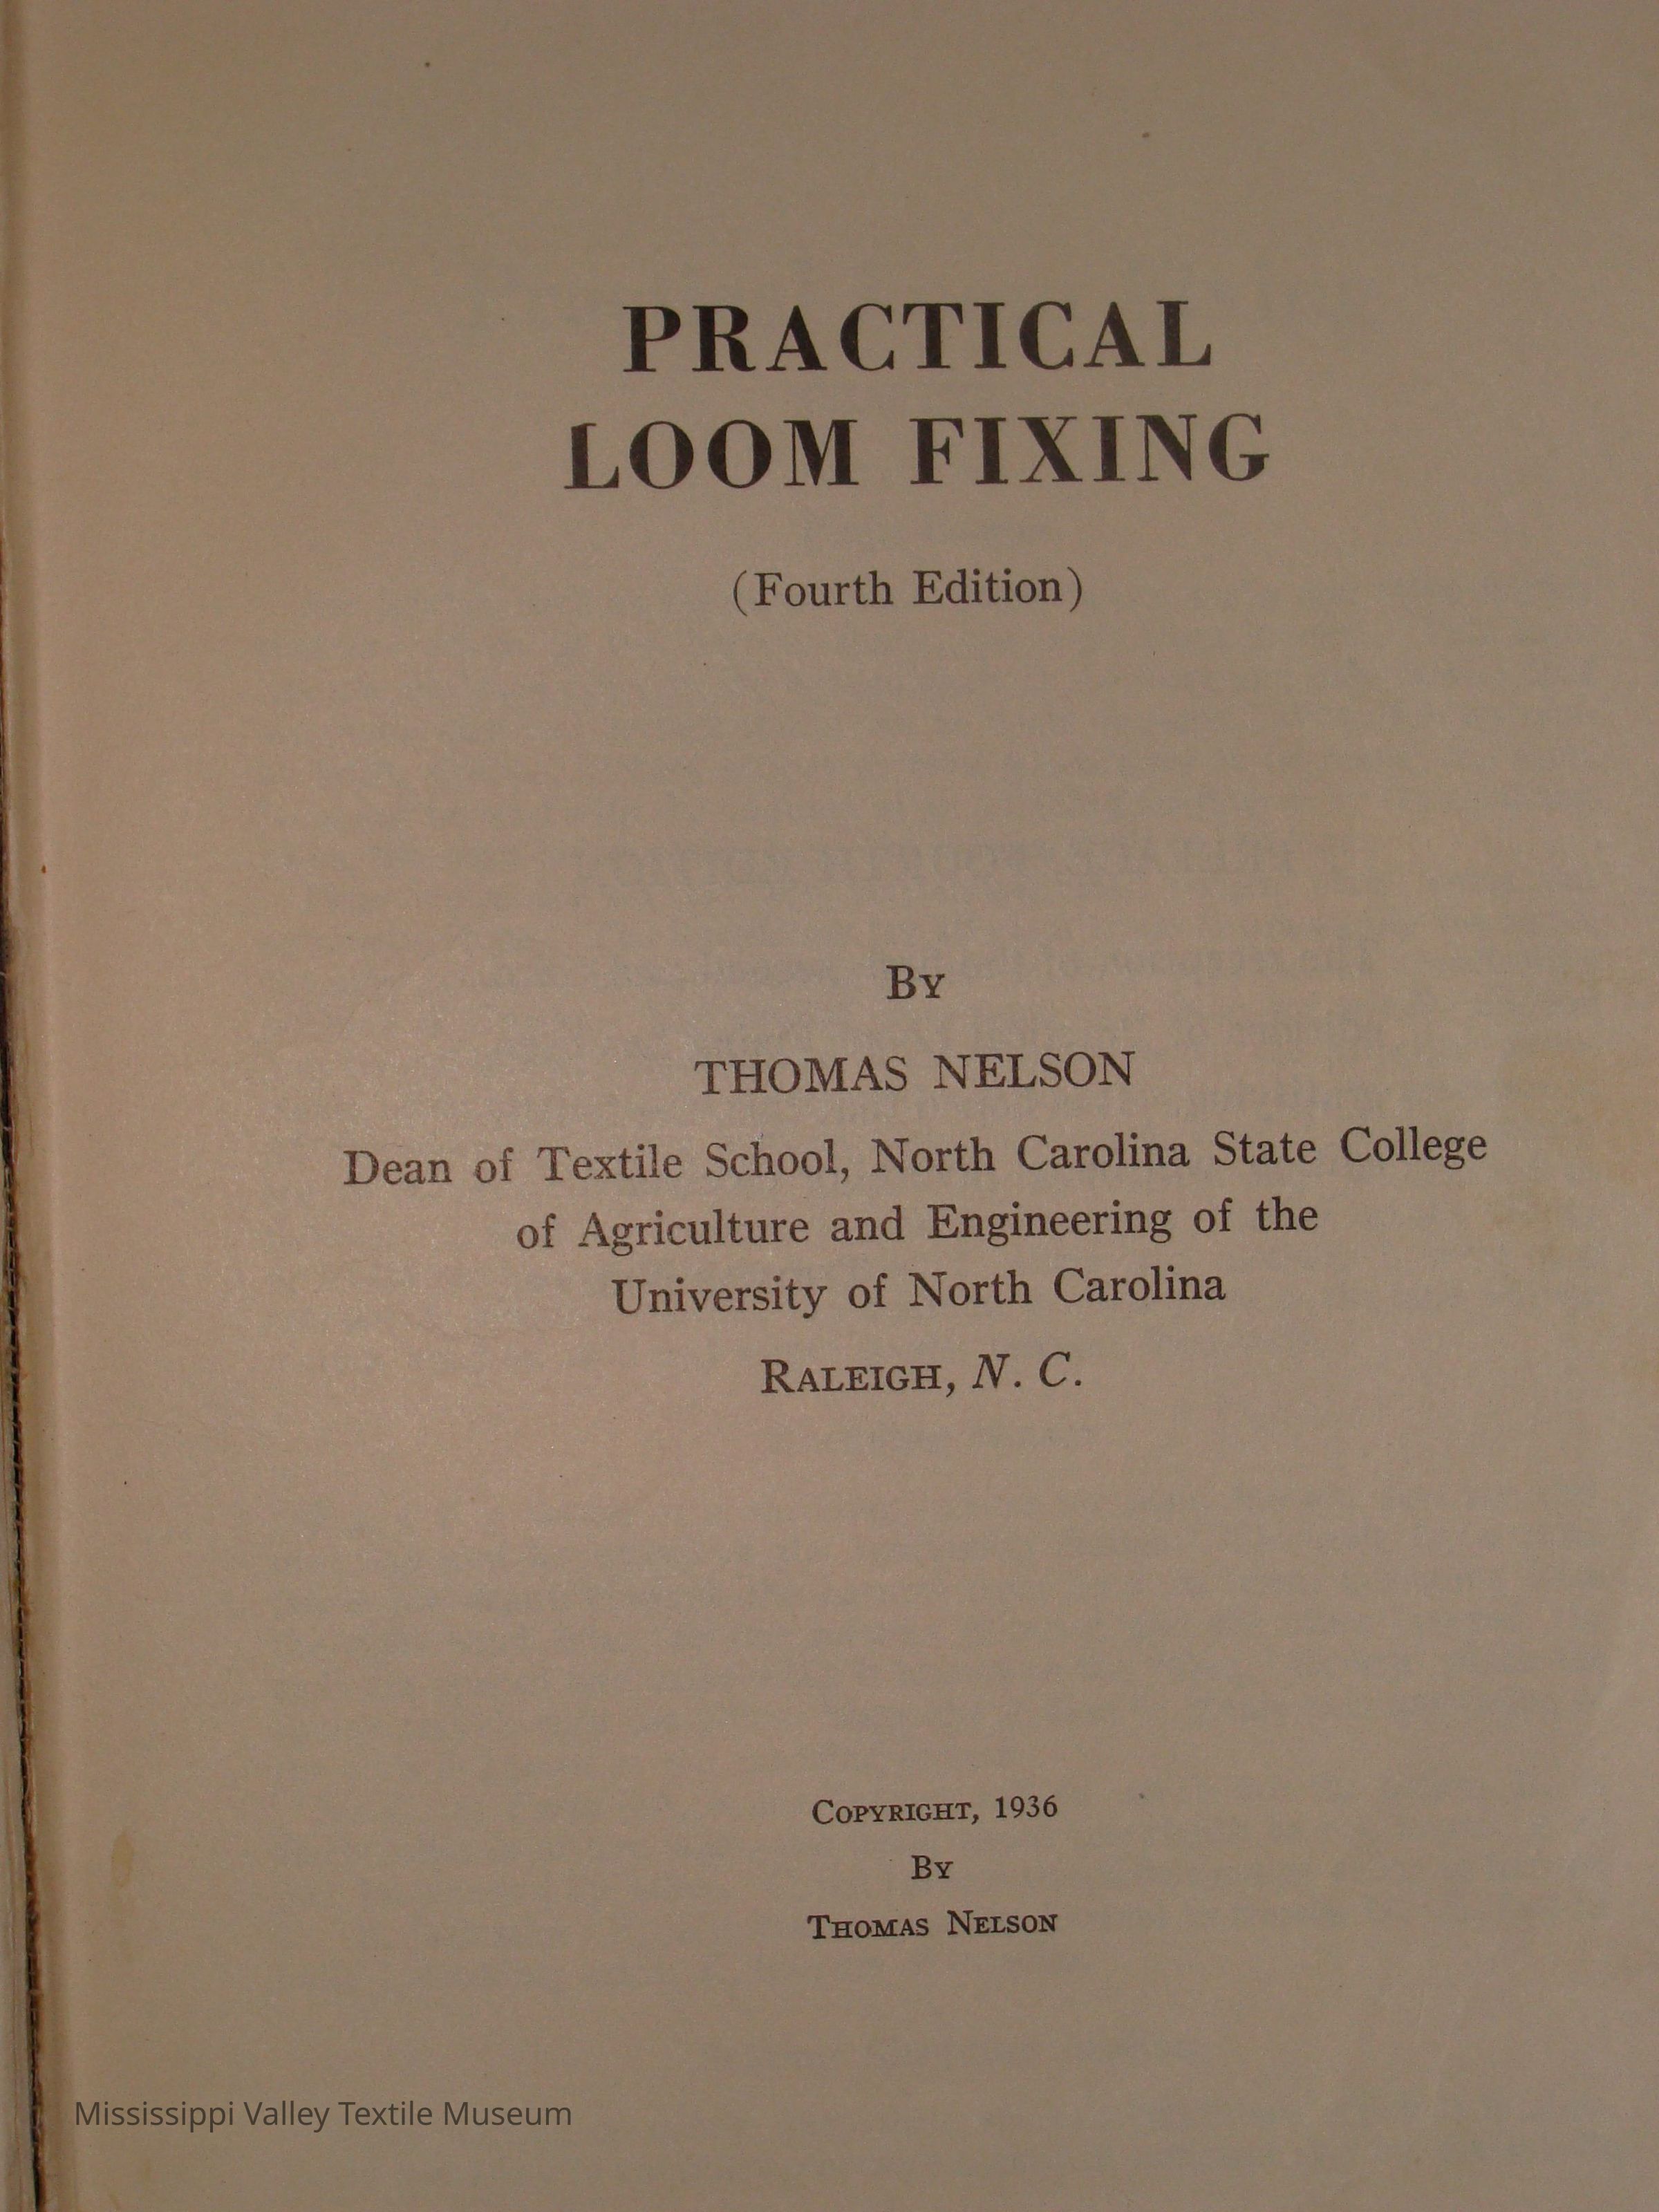 PRACTICAL
LOOM FIXING
(Fourth Edition)
By
THOMAS NELSON
Dean of Textile School, North Carolina State College
of Agriculture and Engineering of the
University of North Carolina
Raleigh, N. C.
Copyright, 1936
By
Thomas Nelson
Mississippi Valley Textile Museum